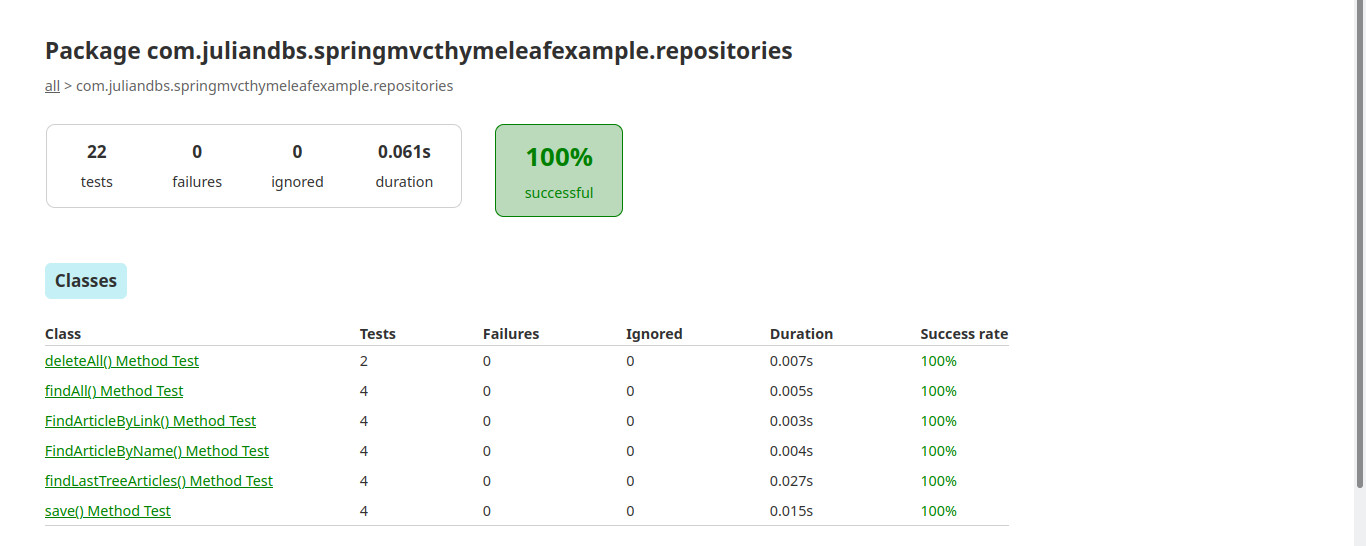 Package com.juliandbs.springmvcthymeleafexample.repositories
all > com.juliandbs.springmvcthymeleafexample.repositories
22 0 0 0.061s
tests failures ignored duration
100%
successful
Classes
Class Tests Failures Ignored Duration Success rate
deleteAll() Method Test 2 0 0 0.007s 100%
findAll() Method Test 4 0 0 0.005s 100%
FindArticleByLink() Method Test 4 0 0 0.003s 100%
FindArticleByName() Method Test 4 0 0 0.004s 100%
findLastTreeArticles() Method Test 4 0 0 0.027s 100%
save() Method Test 4 0 0 0.015s 100%